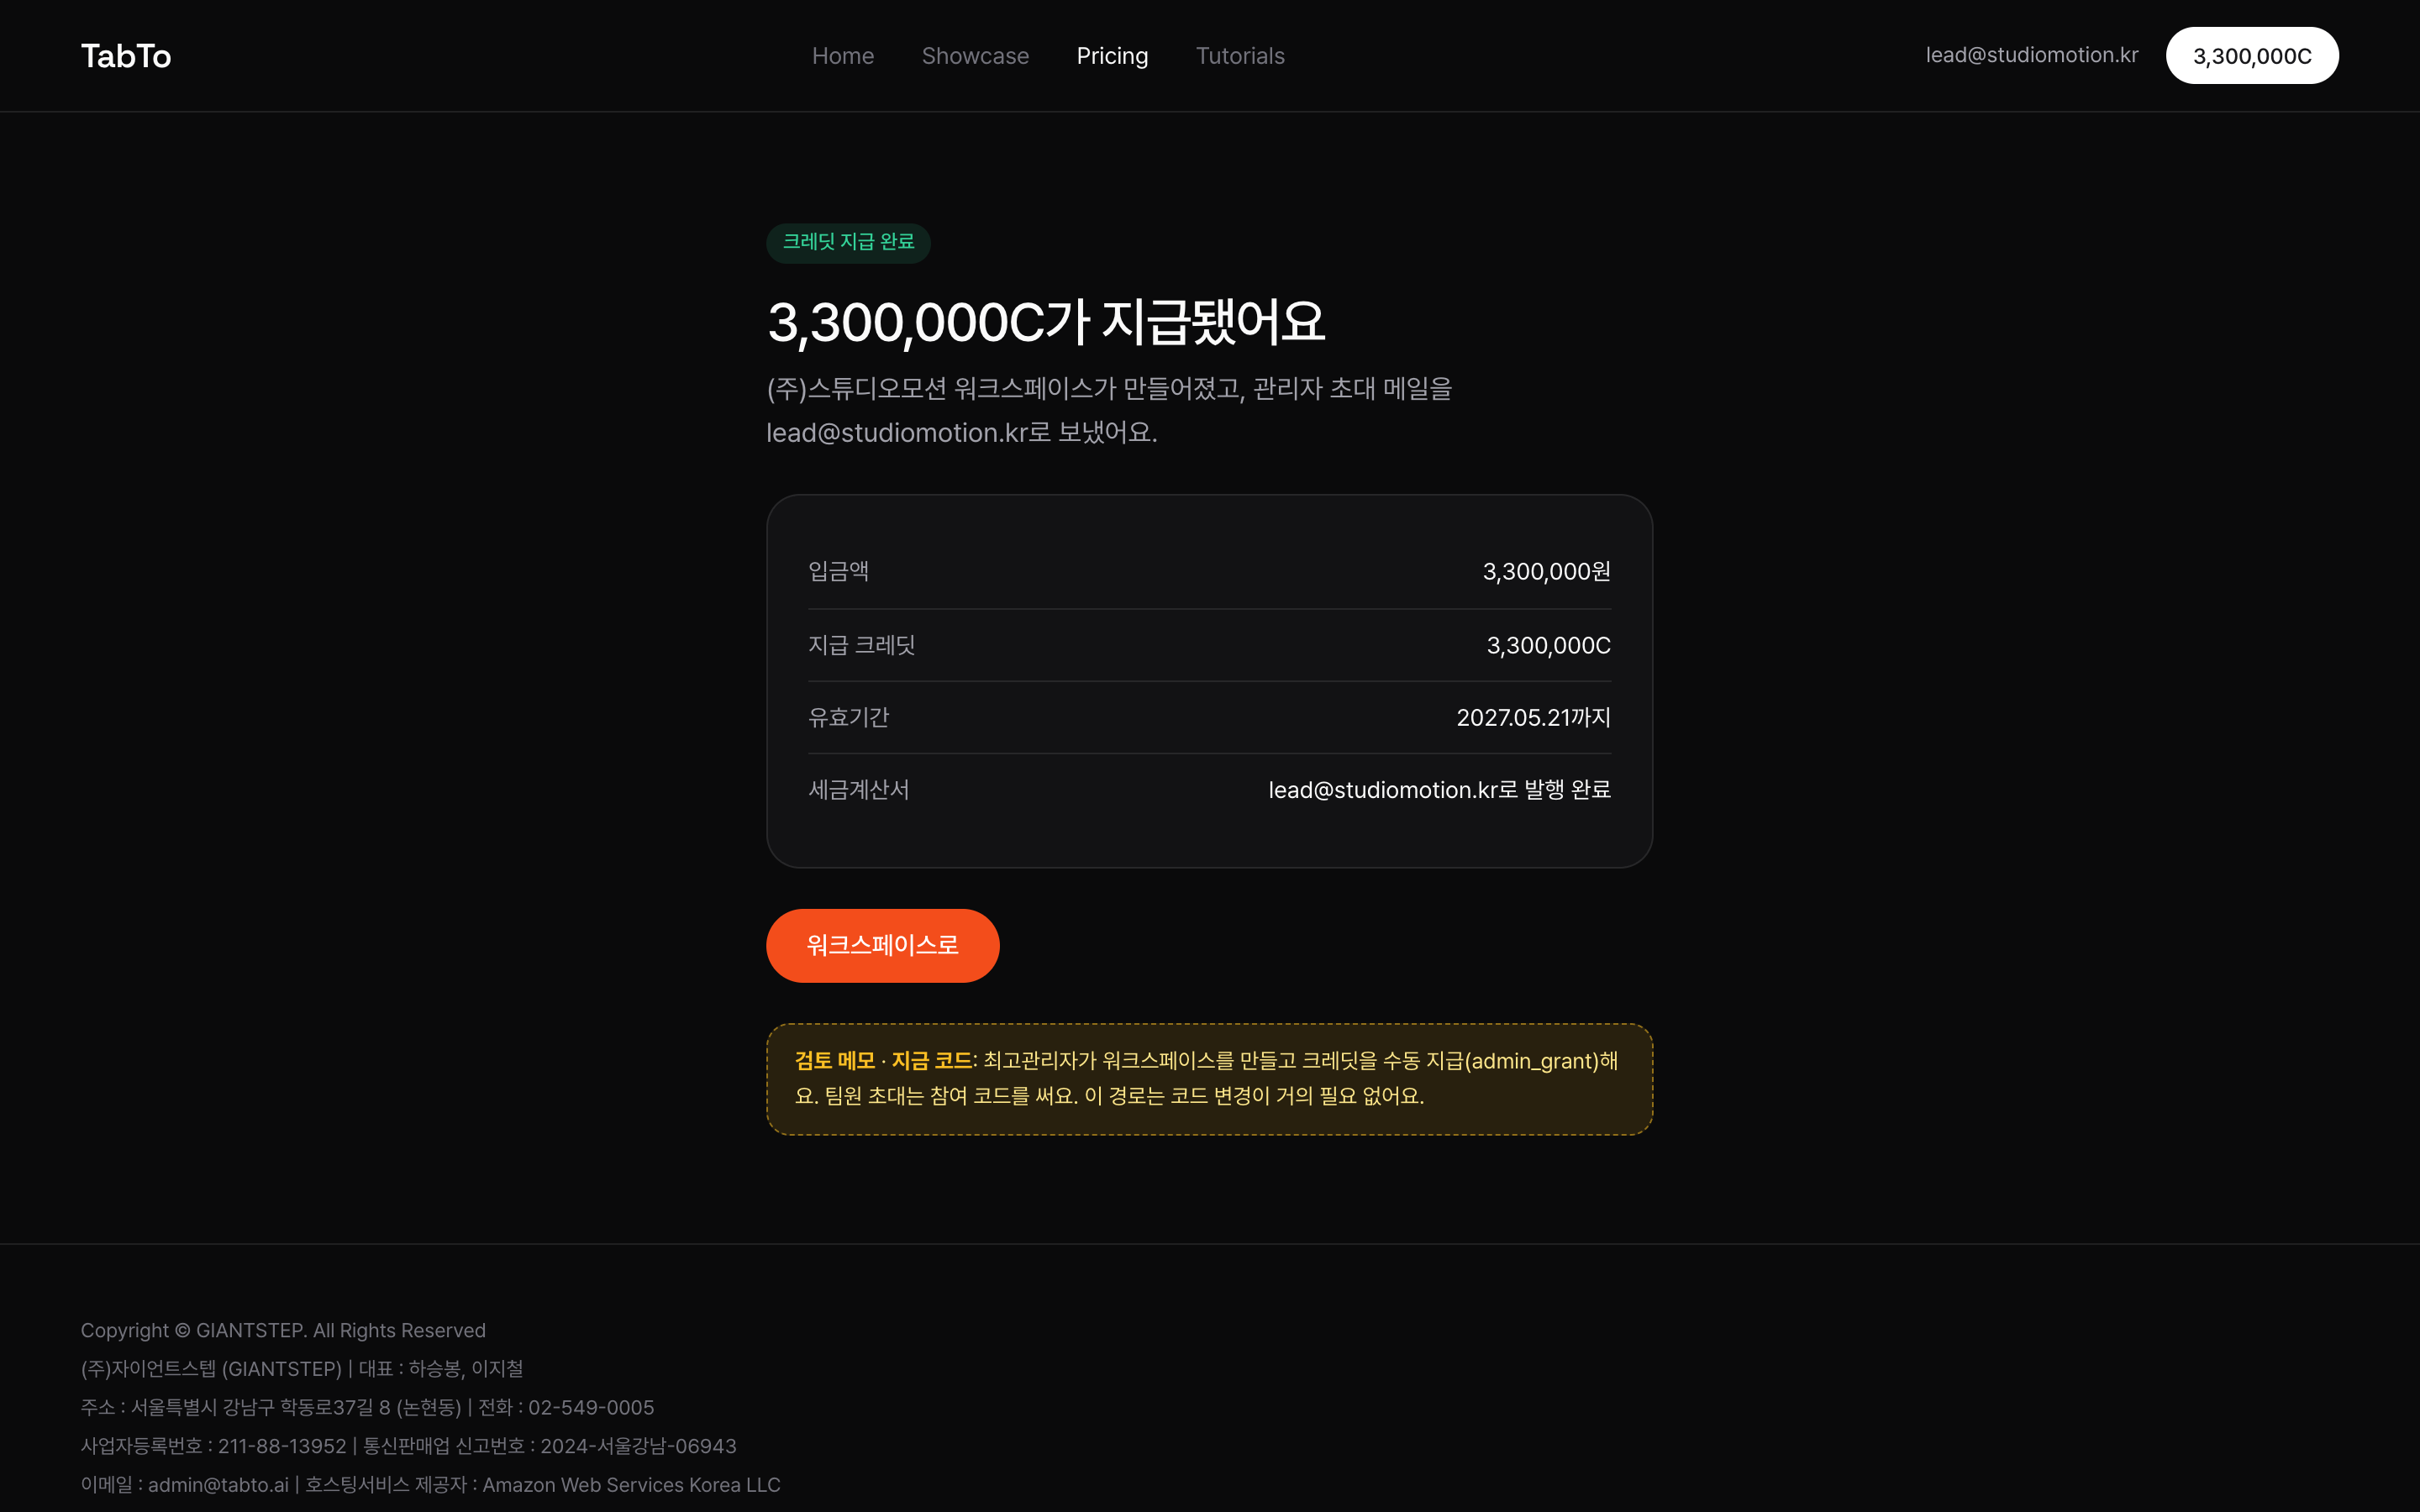 TabTo
Home
Showcase
Pricing
Tutorials
lead@studiomotion.kr
3,300,000C
크레딧 지급 완료
3,300,000C가 지급됐어요
(주)스튜디오모션 워크스페이스가 만들어졌고, 관리자 초대 메일을
lead@studiomotion.kr로 보냈어요.
입금액 3,300,000원
지급 크레딧 3,300,000C
유효기간 2027.05.21까지
세금계산서 lead@studiomotion.kr로 발행 완료
워크스페이스로
검토 메모 · 지금 코드: 최고관리자가 워크스페이스를 만들고 크레딧을 수동 지급(admin_grant)해
요. 팀원 초대는 참여 코드를 써요. 이 경로는 코드 변경이 거의 필요 없어요.
Copyright © GIANTSTEP. All Rights Reserved
(주)자이언트스텝 (GIANTSTEP) | 대표 : 하승봉, 이지철
주소 : 서울특별시 강남구 학동로37길 8 (논현동) | 전화 : 02-549-0005
사업자등록번호 : 211-88-13952 | 통신판매업 신고번호 : 2024-서울강남-06943
이메일 : admin@tabto.ai | 호스팅서비스 제공자 : Amazon Web Services Korea LLC